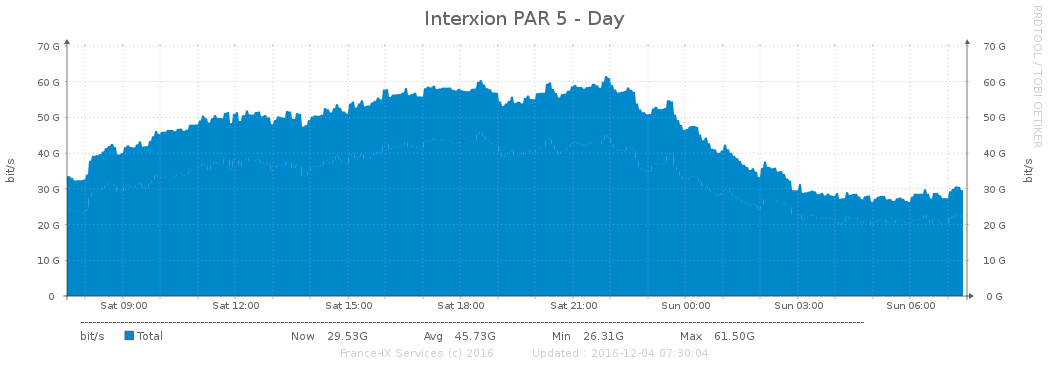 Interxion PAR 5 - Day
RRDTOOL / TOBI OETIKER
70 G 70 G
60 G 60 G
50 G 50 G
40 G 40 G
30 G 30 G
20 G 20 G
10 G 10 G
0 0 G
bit/s bit/s
Sat 09:00 Sat 12:00 Sat 15:00 Sat 18:00 Sat 21:00 Sun 00:00 Sun 03:00 Sun 06:00
bit/s Total Now 29.53G Avg 45.73G Min 26.31G Max 61.50G
France-IX Services (c) 2016 Updated : 2016-12-04 07:30:04